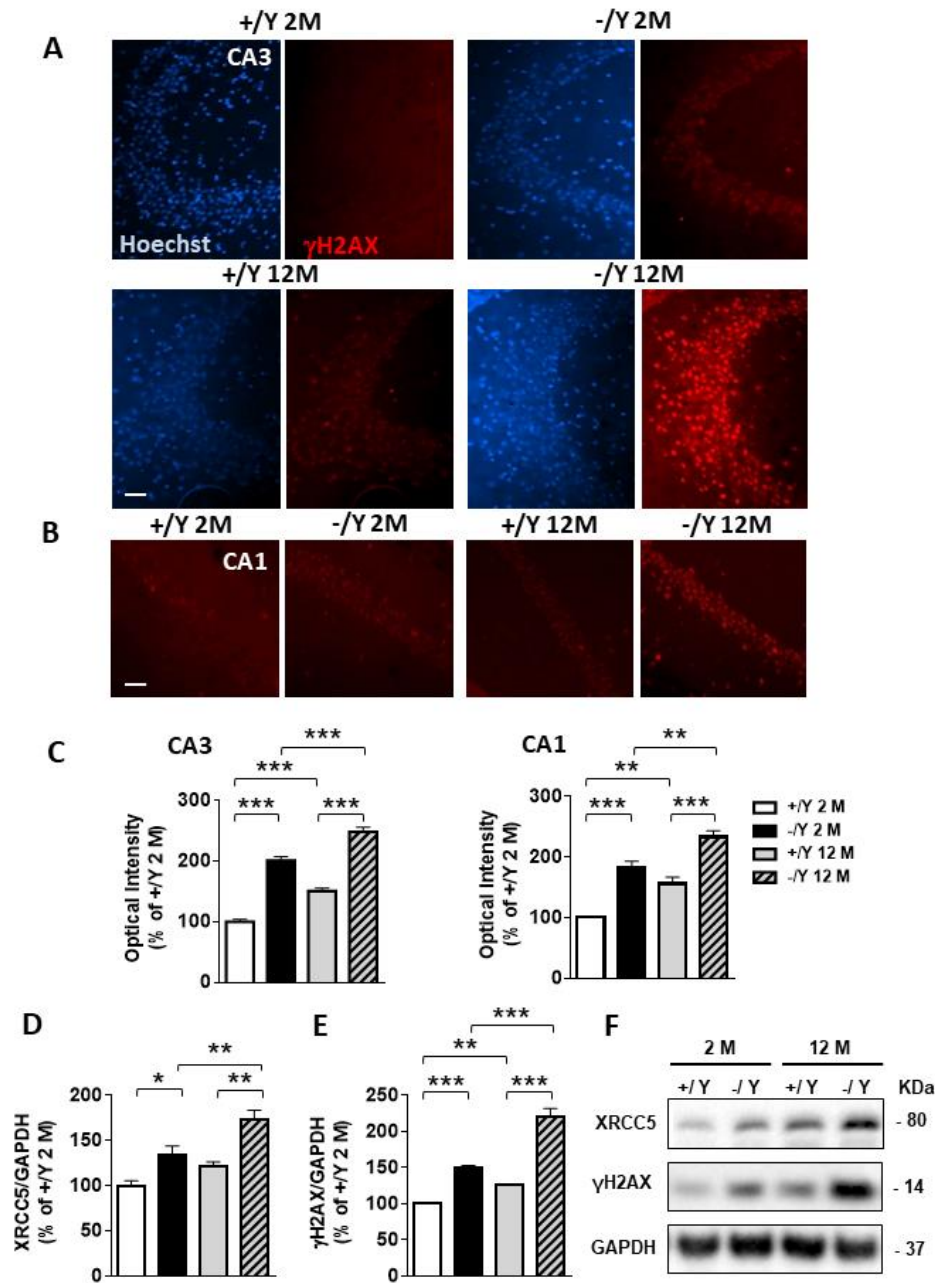 +/Y 2M -/Y 2M
A
CA3
Hoechst γH2AX
+/Y 12M -/Y 12M
B
+/Y 2M -/Y 2M +/Y 12M -/Y 12M
CA1
C
CA3
***
***
*** ***
Optical Intensity
(% of +/Y 2 M)
300
200
100
0
CA1
**
**
*** ***
Optical Intensity
(% of +/Y 2 M)
300
200
100
0
+/Y 2 M
-/Y 2 M
+/Y 12 M
-/Y 12 M
D
**
* **
XRCC5/GAPDH
(% of +/Y 2 M)
200
150
100
50
0
E
***
**
*** ***
γH2AX/GAPDH
(% of +/Y 2 M)
250
200
150
100
50
0
F
2 M 12 M
+/ Y -/ Y +/ Y -/ Y KDa
XRCC5 - 80
γH2AX - 14
GAPDH - 37